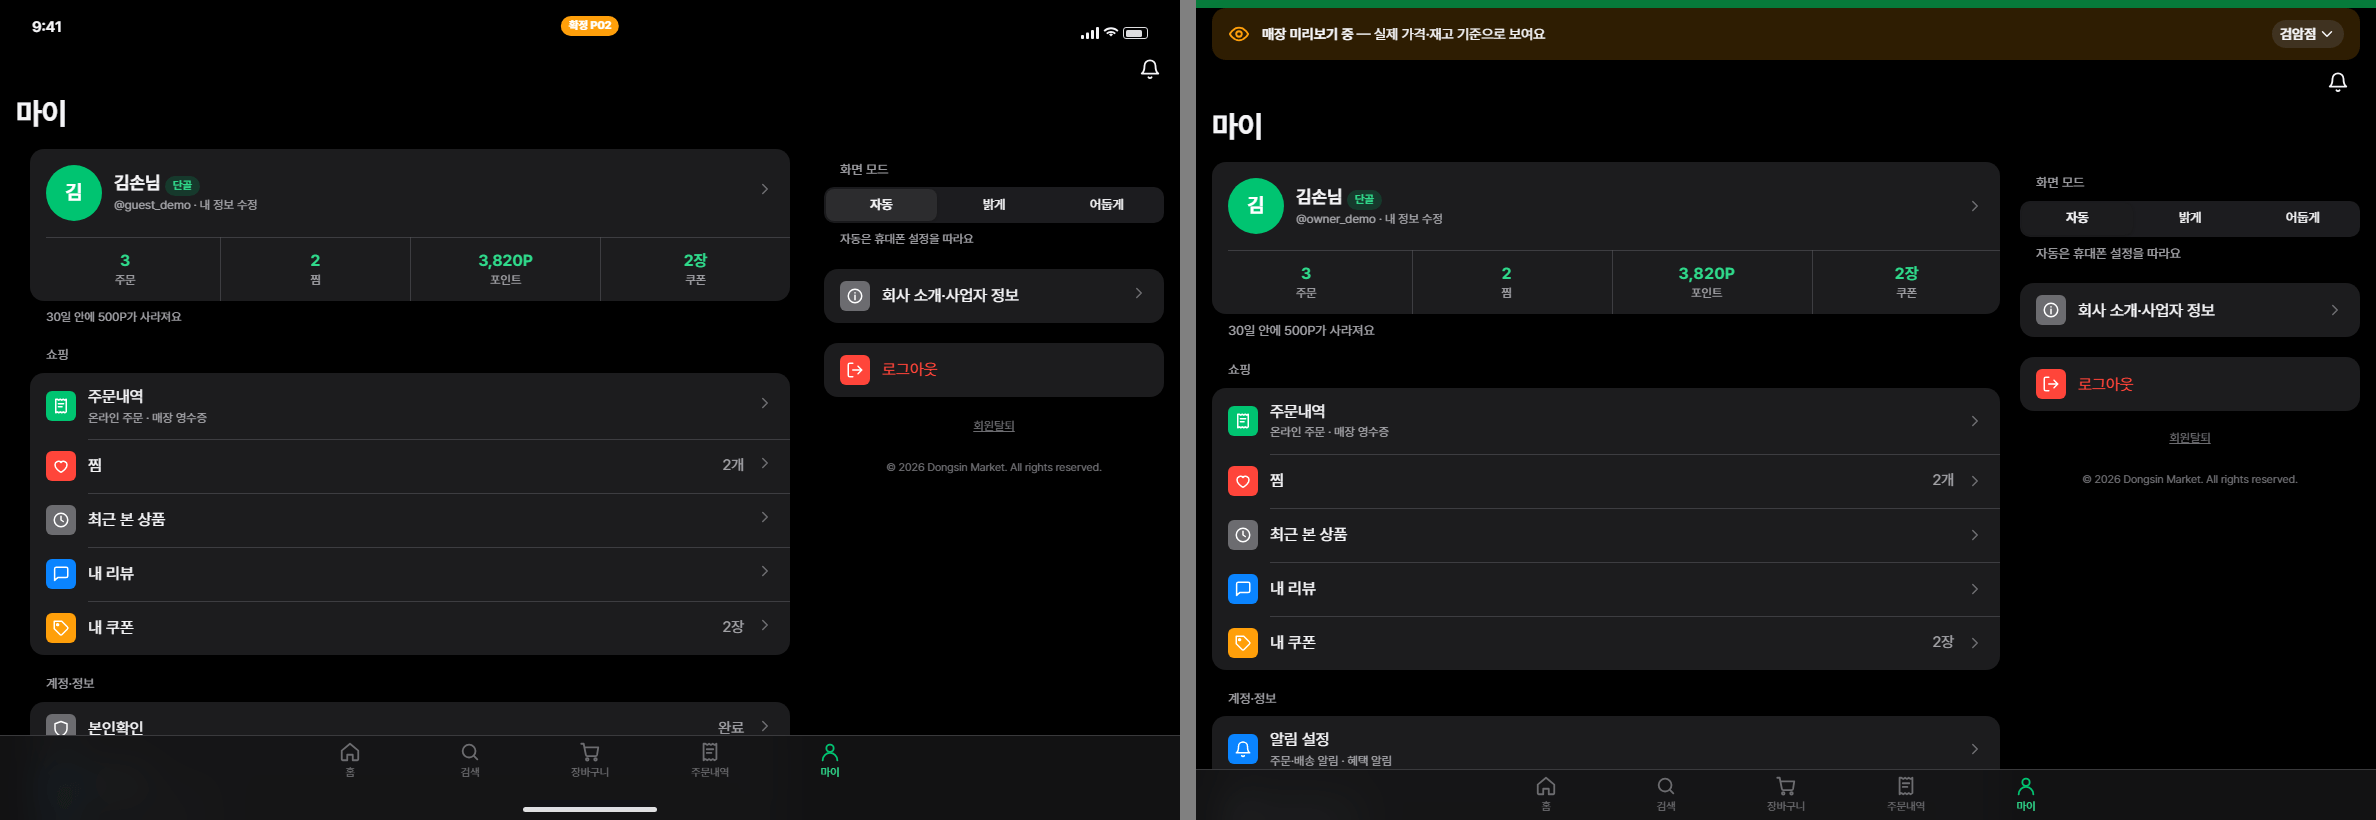 9:41
확정 P02
마이
김
김손님 단골
@guest_demo · 내 정보 수정
3
주문
2
찜
3,820P
포인트
2장
쿠폰
30일 안에 500P가 사라져요
쇼핑
주문내역
온라인 주문 · 매장 영수증
찜
2개
최근 본 상품
내 리뷰
내 쿠폰
2장
계정·정보
본인확인
완료
화면 모드
자동
밝게
어둡게
자동은 휴대폰 설정을 따라요
회사 소개·사업자 정보
로그아웃
회원탈퇴
© 2026 Dongsin Market. All rights reserved.
홈
검색
장바구니
주문내역
마이
매장 미리보기 중 — 실제 가격·재고 기준으로 보여요
검암점
마이
김
김손님 단골
@owner_demo · 내 정보 수정
3
주문
2
찜
3,820P
포인트
2장
쿠폰
30일 안에 500P가 사라져요
쇼핑
주문내역
온라인 주문 · 매장 영수증
찜
2개
최근 본 상품
내 리뷰
내 쿠폰
2장
계정·정보
알림 설정
주문·배송 알림 · 혜택 알림
화면 모드
자동
밝게
어둡게
자동은 휴대폰 설정을 따라요
회사 소개·사업자 정보
로그아웃
회원탈퇴
© 2026 Dongsin Market. All rights reserved.
홈
검색
장바구니
주문내역
마이